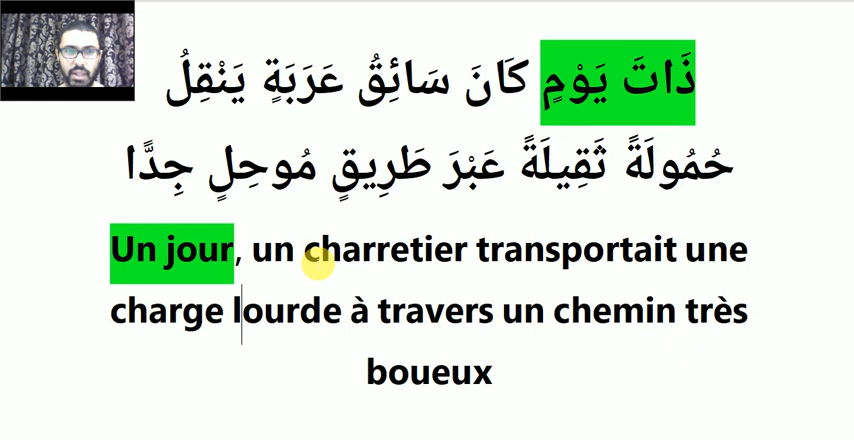 ذَاتَ يَوْمٍ كَانَ سَائِقُ عَرَبَةٍ يَنْقِلُ
حُمُولَةً ثَقِيلَةً عَبْرَ طَرِيقٍ مُوحِلٍ جِدًّا
Un jour, un charretier transportait une
charge lourde à travers un chemin très
boueux